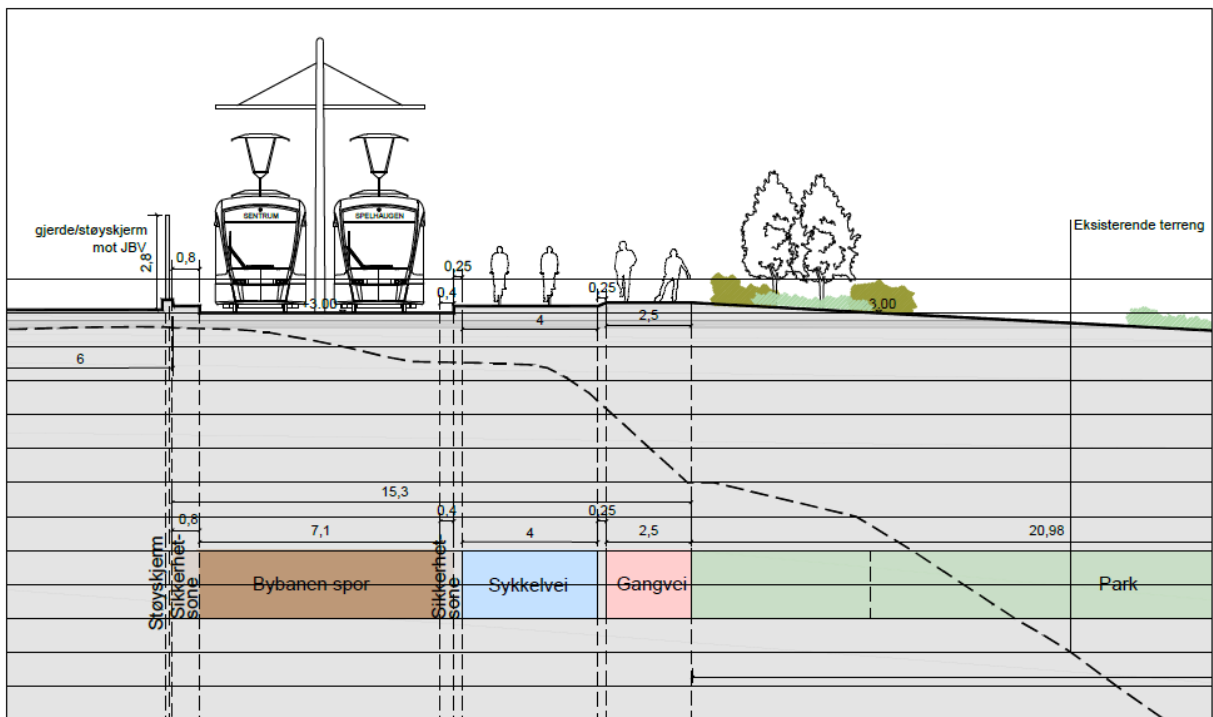 SENTRUM
SPELHAUGEN
gjerde/støyskjerm
mot JBV
2,8
0,8
Eksisterende terreng
0,25
0,4
0,25
+3.00
3.00
4
2,5
6
15,3
0,8
7,1
0,4
4
0,25
2,5
20,98
Støyskjerm
Sikkerhet-
sone
Bybanen spor
Sikkerhet-
sone
Sykkelvei
Gangvei
Park